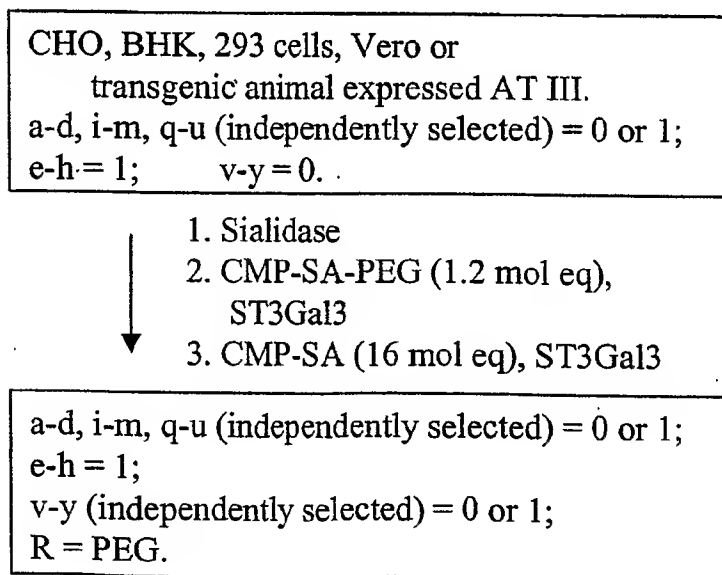 CHO, BHK, 293 cells, Vero or
transgenic animal expressed AT III.
a-d, i-m, q-u (independently selected) = 0 or 1;
e-h = 1; v-y = 0.
1. Sialidase
2. CMP-SA-PEG (1.2 mol eq),
ST3Gal3
3. CMP-SA (16 mol eq), ST3Gal3
a-d, i-m, q-u (independently selected) = 0 or 1;
e-h = 1;
v-y (independently selected) = 0 or 1;
R = PEG.